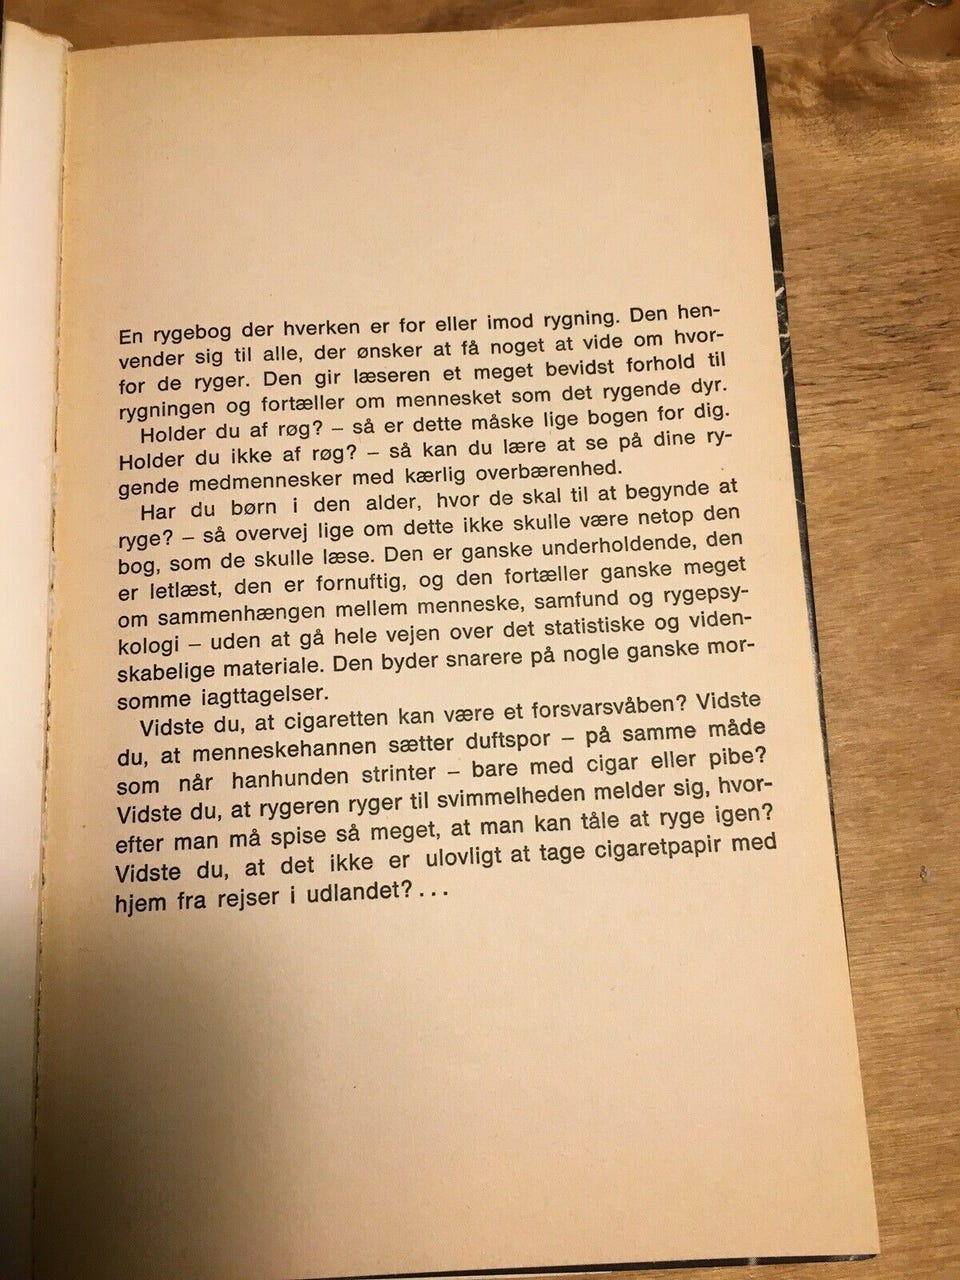 En rygebog der hverken er for eller imod rygning. Den hen-
vender sig til alle, der ønsker at få noget at vide om hvor-
for de ryger. Den gir læseren et meget bevidst forhold til
rygningen og fortæller om mennesket som det rygende dyr.
Holder du af røg? – så er dette måske lige bogen for dig.
Holder du ikke af røg? – så kan du lære at se på dine ry-
gende medmennesker med kærlig overbærenhed.
Har du børn i den alder, hvor de skal til at begynde at
ryge? – så overvej lige om dette ikke skulle være netop den
bog, som de skulle læse. Den er ganske underholdende, den
er letlæst, den er fornuftig, og den fortæller ganske meget
om sammenhængen mellem menneske, samfund og rygepsy-
kologi – uden at gå hele vejen over det statistiske og viden-
skabelige materiale. Den byder snarere på nogle ganske mor-
somme iagttagelser.
Vidste du, at cigaretten kan være et forsvarsvåben? Vidste
du, at menneskehannen sætter duftspor – på samme måde
som når hanhunden strinter – bare med cigar eller pibe?
Vidste du, at rygeren ryger til svimmelheden melder sig, hvor-
efter man må spise så meget, at man kan tåle at ryge igen?
Vidste du, at det ikke er ulovligt at tage cigaretpapir med
hjem fra rejser i udlandet? . . .